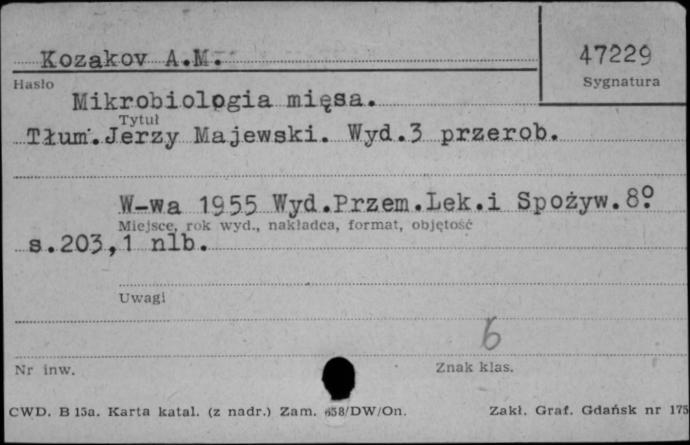 Kozakov A.M.
47229
Hasło
Sygnatura
Mikrobiologia mięsa.
Tytuł
Tłum.Jerzy Majewski. Wyd.3 przerob.
W-wa 1955 Wyd.Przem.Lek.i Spożyw.8°.
Miejsce, rok wyd., nakładca, format, objętość
s.203,1 nlb.
Uwagi
6
Nr inw.
Znak klas.
CWD. B 15a. Karta katal. (z nadr.) Zam. 658/DW/On. Zakł. Graf. Gdańsk nr 175